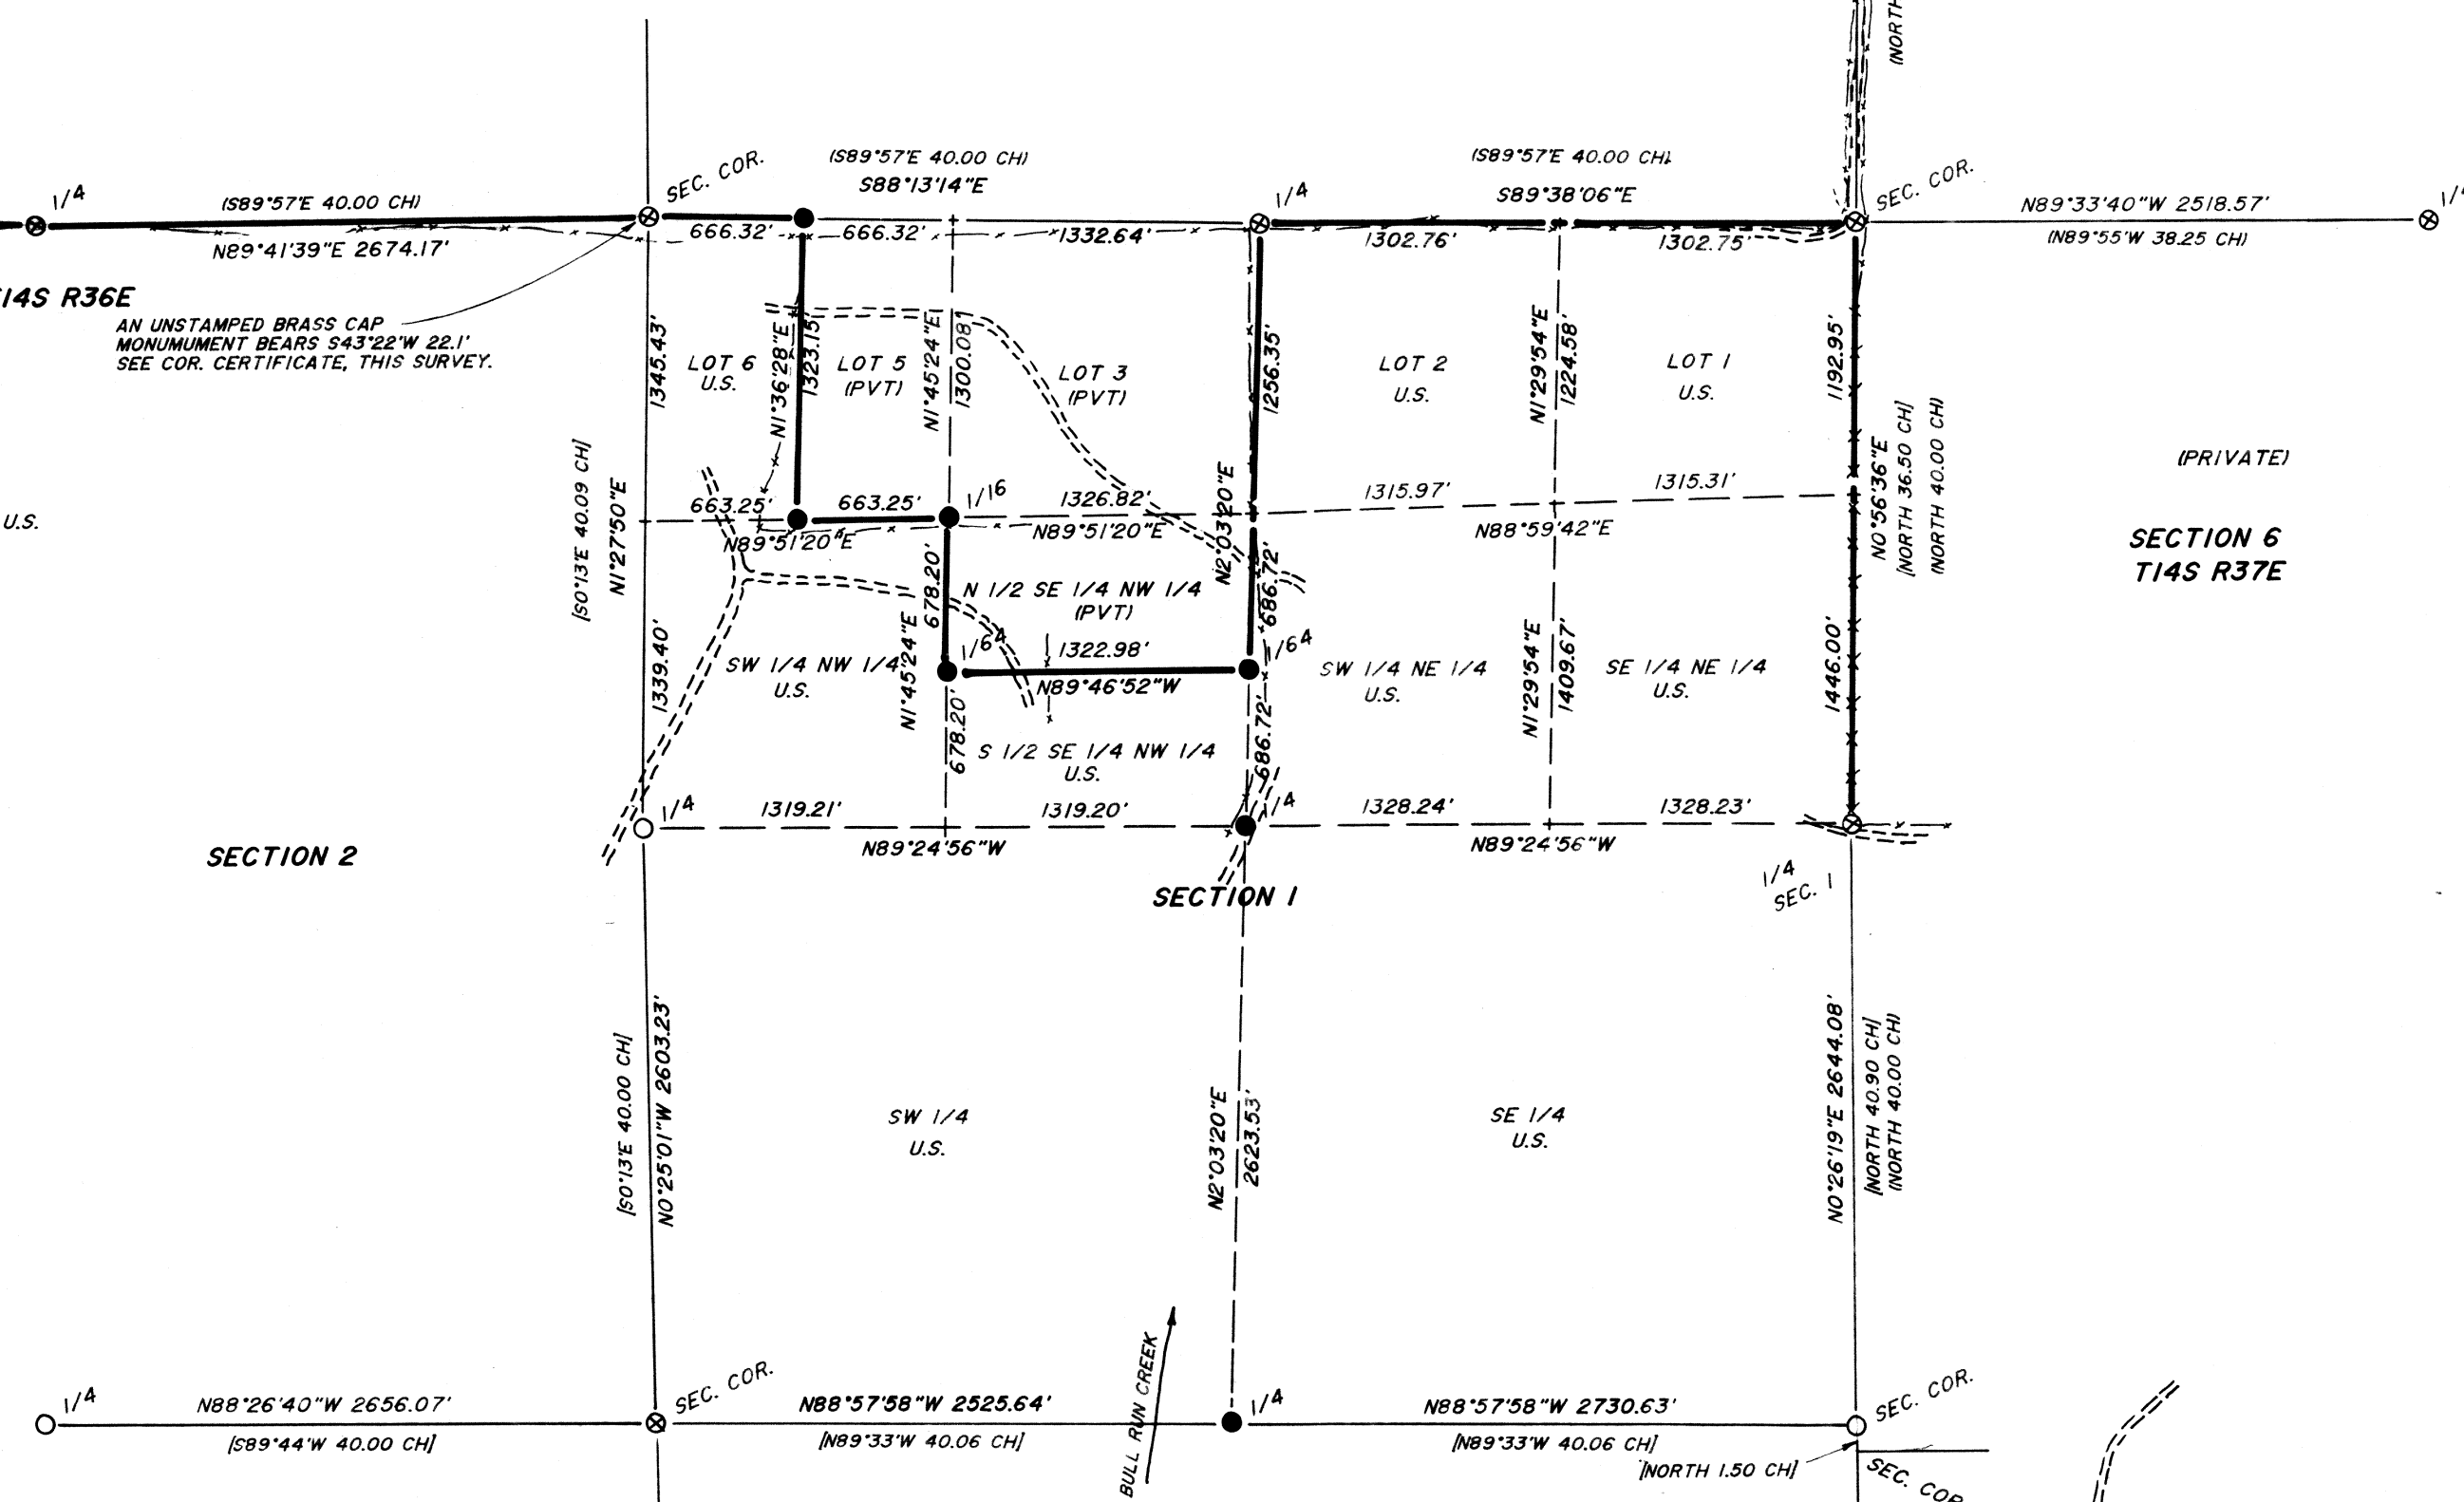 (NORTH
1/4
(S89°57'E 40.00 CH)
N89°41'39"E 2674.17'
SEC. COR.
(S89°57'E 40.00 CH)
S88°13'14"E
666.32'
666.32'
1332.64'
1/4
(S89°57'E 40.00 CH)
S89°38'06"E
1302.76'
1302.75'
SEC. COR.
N89°33'40"W 2518.57'
(N89°55'W 38.25 CH)
T14S R36E
AN UNSTAMPED BRASS CAP
MONUMUMENT BEARS S43°22'W 22.1'
SEE COR. CERTIFICATE, THIS SURVEY.
1345.43'
LOT 6
U.S.
N1°36'28"E
1323.15'
LOT 5
(PVT)
N1°45'24"E
1300.08'
LOT 3
(PVT)
1256.35'
LOT 2
U.S.
N1°29'54"E
1224.58'
LOT 1
U.S.
1192.95'
N0°56'36"E
[NORTH 36.50 CH]
(NORTH 40.00 CH)
(PRIVATE)
SECTION 6
T14S R37E
U.S.
[S0°13'E 40.09 CH]
N1°27'50"E
663.25'
663.25'
1/16
1326.82'
N2°03'20"E
1315.97'
1315.31'
N89°51'20"E
N89°51'20"E
N88°59'42"E
678.20'
N 1/2 SE 1/4 NW 1/4
(PVT)
686.72'
1339.40'
SW 1/4 NW 1/4
U.S.
N1°45'24"E
1/64
1322.98'
N89°46'52"W
1/64
SW 1/4 NE 1/4
U.S.
N1°29'54"E
1409.67'
SE 1/4 NE 1/4
U.S.
1446.00'
678.20'
S 1/2 SE 1/4 NW 1/4
U.S.
686.72'
1/4
1319.21'
1319.20'
N89°24'56"W
1/4
1328.24'
1328.23'
N89°24'56"W
SECTION 2
SECTION 1
1/4
SEC. 1
[S0°13'E 40.00 CH]
N0°25'01"W 2603.23'
SW 1/4
U.S.
N2°03'20"E
2623.53'
SE 1/4
U.S.
N0°26'19"E 2644.08'
[NORTH 40.90 CH]
(NORTH 40.00 CH)
1/4
N88°26'40"W 2656.07'
[S89°44'W 40.00 CH]
SEC. COR.
N88°57'58"W 2525.64'
[N89°33'W 40.06 CH]
BULL RUN CREEK
1/4
N88°57'58"W 2730.63'
[N89°33'W 40.06 CH]
SEC. COR.
[NORTH 1.50 CH]
SEC. COR